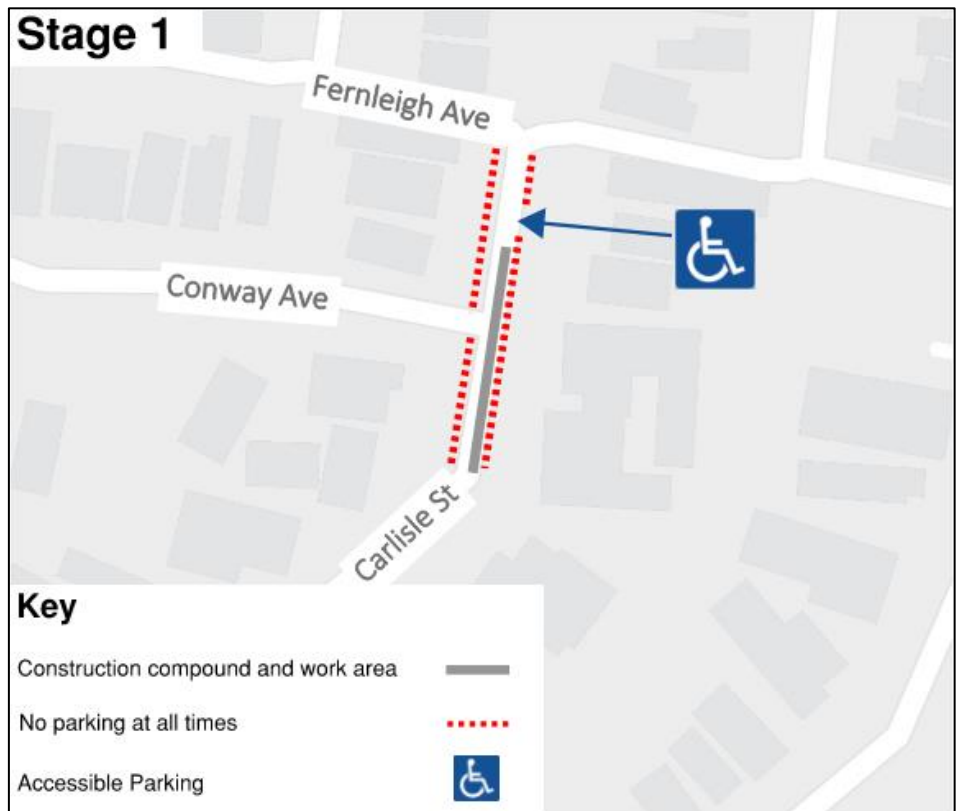 Stage 1
Fernleigh Ave
Conway Ave
Carlisle St
Key
Construction compound and work area
No parking at all times
Accessible Parking